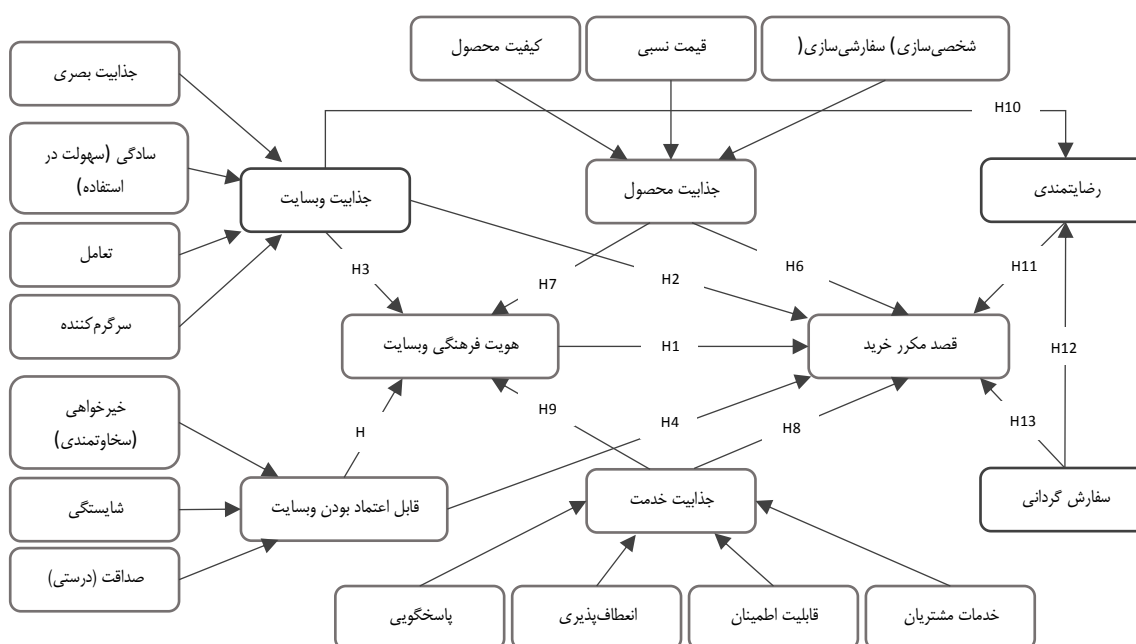 شخصی‌سازی) سفارشی‌سازی(
قیمت نسبی
کیفیت محصول
جذابیت بصری
H10
سادگی (سهولت در
استفاده)
جذابیت وبسایت
جذابیت محصول
رضایتمندی
تعامل
H3
H7
H2
H6
H11
سرگرم‌کننده
هویت فرهنگی وبسایت
H1
قصد مکرر خرید
H12
خیرخواهی
(سخاوتمندی)
H
H9
H4
H8
H13
شایستگی
قابل اعتماد بودن وبسایت
جذابیت خدمت
سفارش گردانی
صداقت (درستی)
خدمات مشتریان
قابلیت اطمینان
انعطاف‌پذیری
پاسخگویی